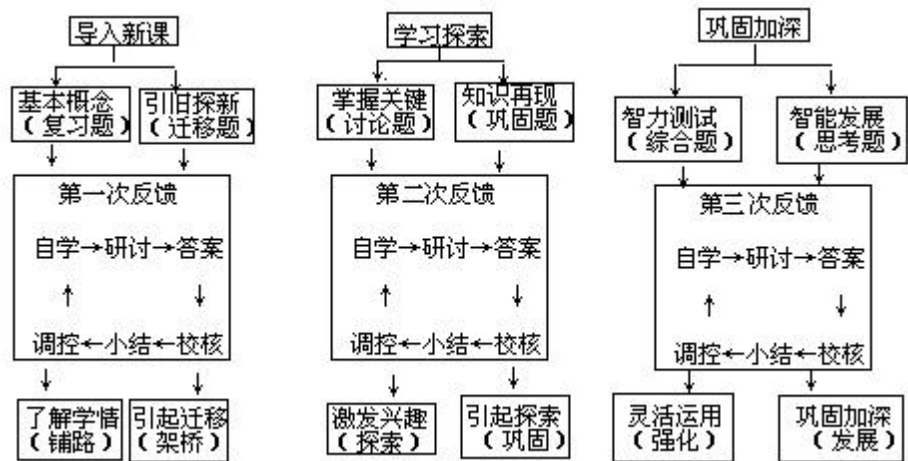 导入新课
基本概念
（复习题）
引旧探新
（迁移题）
第一次反馈
自学→研讨→答案
↑ ↓
调控←小结←校核
了解学情
（铺路）
引起迁移
（架桥）
学习探索
掌握关键
（讨论题）
知识再现
（巩固题）
第二次反馈
自学→研讨→答案
↑ ↓
调控←小结←校核
激发兴趣
（探索）
引起探索
（巩固）
巩固加深
智力测试
（综合题）
智能发展
（思考题）
第三次反馈
自学→研讨→答案
↑ ↓
调控←小结←校核
灵活运用
（强化）
巩固加深
（发展）